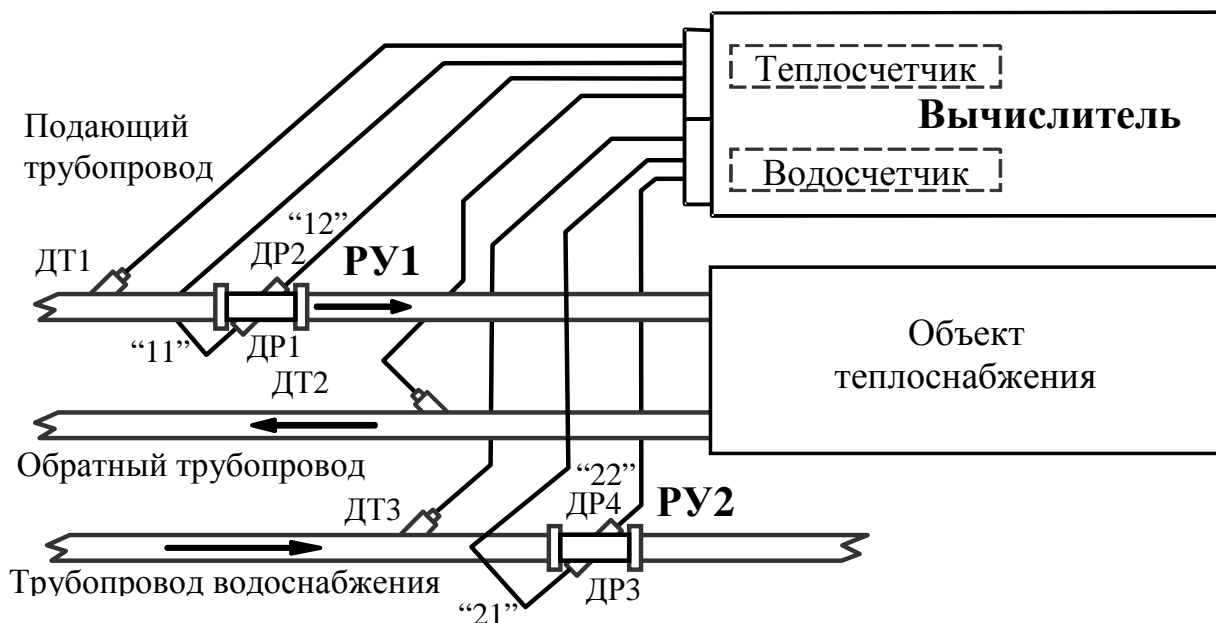 Теплосчетчик
Вычислитель
Водосчетчик
Подающий
трубопровод
“12”
ДТ1
ДР2
РУ1
“11”
ДР1
ДТ2
Объект
теплоснабжения
Обратный трубопровод
“22”
ДТ3
ДР4
РУ2
Трубопровод водоснабжения
“21”
ДР3